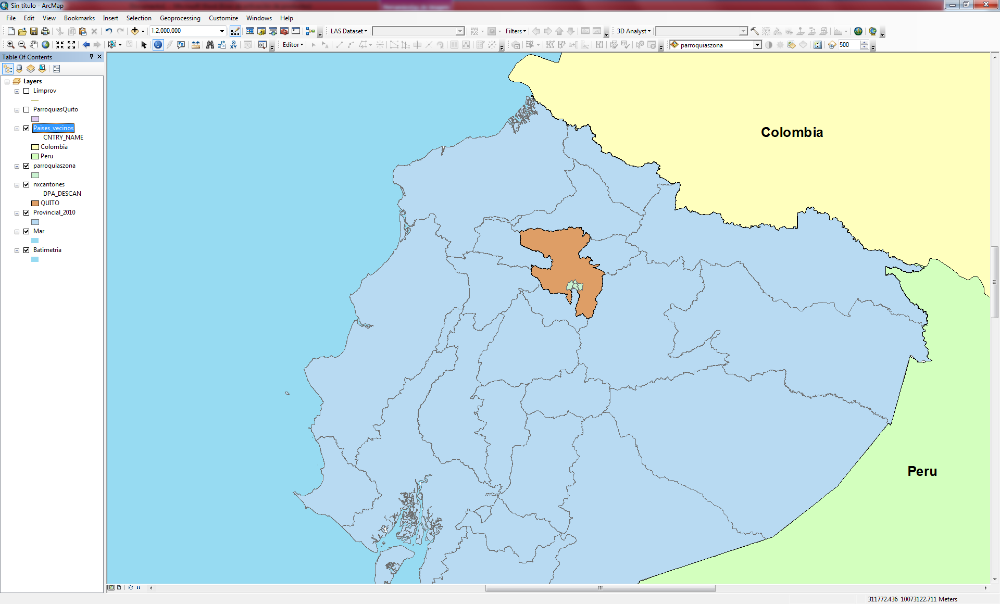 Sin título - ArcMap
File Edit View Bookmarks Insert Selection Geoprocessing Customize Windows Help
1:2,000,000
LAS Dataset
Filters
3D Analyst
Editor
parroquiaszona
500
Table Of Contents
Layers
Límprov
ParroquiasQuito
Paises_vecinos
CNTRY_NAME
Colombia
Peru
parroquiaszona
nxcantones
DPA_DESCAN
QUITO
Provincial_2010
Mar
Batimetria
Colombia
Peru
311772.436 10073122.711 Meters